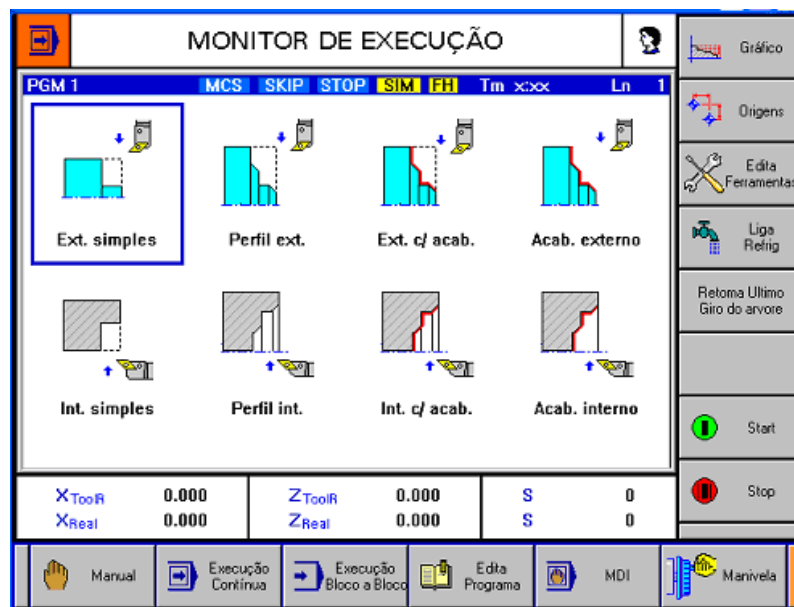 MONITOR DE EXECUÇÃO
PGM 1 MCS SKIP STOP SIM FH Tm x:xx Ln 1
Ext. simples Perfil ext. Ext. c/ acab. Acab. externo
Int. simples Perfil int. Int. c/ acab. Acab. interno
XToolR 0.000 ZToolR 0.000 S 0
XReal 0.000 ZReal 0.000 S 0
Gráfico
Origens
Edita
Ferramentas
Liga
Refrig
Retoma Ultimo
Giro do arvore
Start
Stop
Manual
Execução
Contínua
Execução
Bloco a Bloco
Edita
Programa
MDI
Manivela